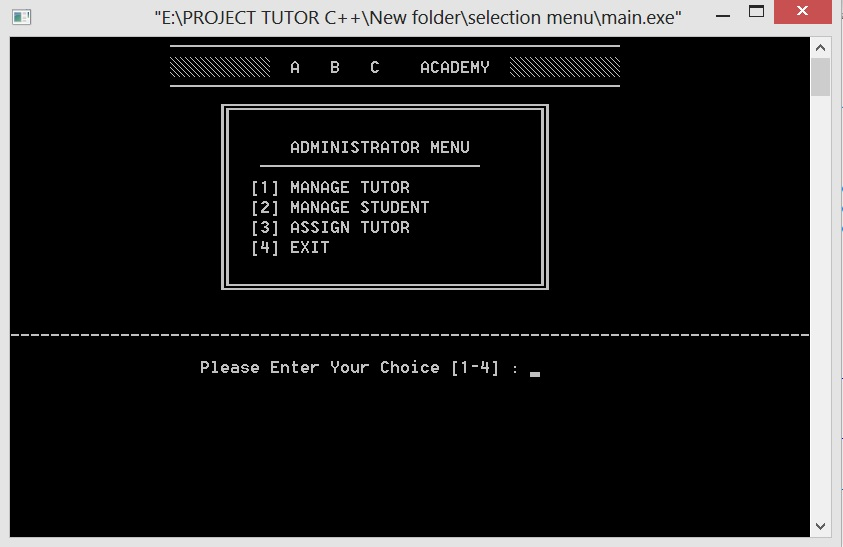 "E:\PROJECT TUTOR C++\New folder\selection menu\main.exe"
A B C ACADEMY
ADMINISTRATOR MENU
[1] MANAGE TUTOR
[2] MANAGE STUDENT
[3] ASSIGN TUTOR
[4] EXIT
Please Enter Your Choice [1-4] : _